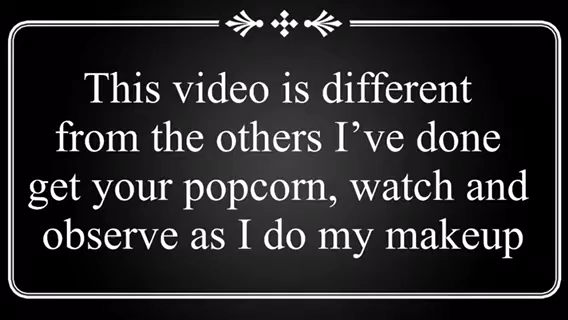 This video is different
from the others I’ve done
get your popcorn, watch and
observe as I do my makeup